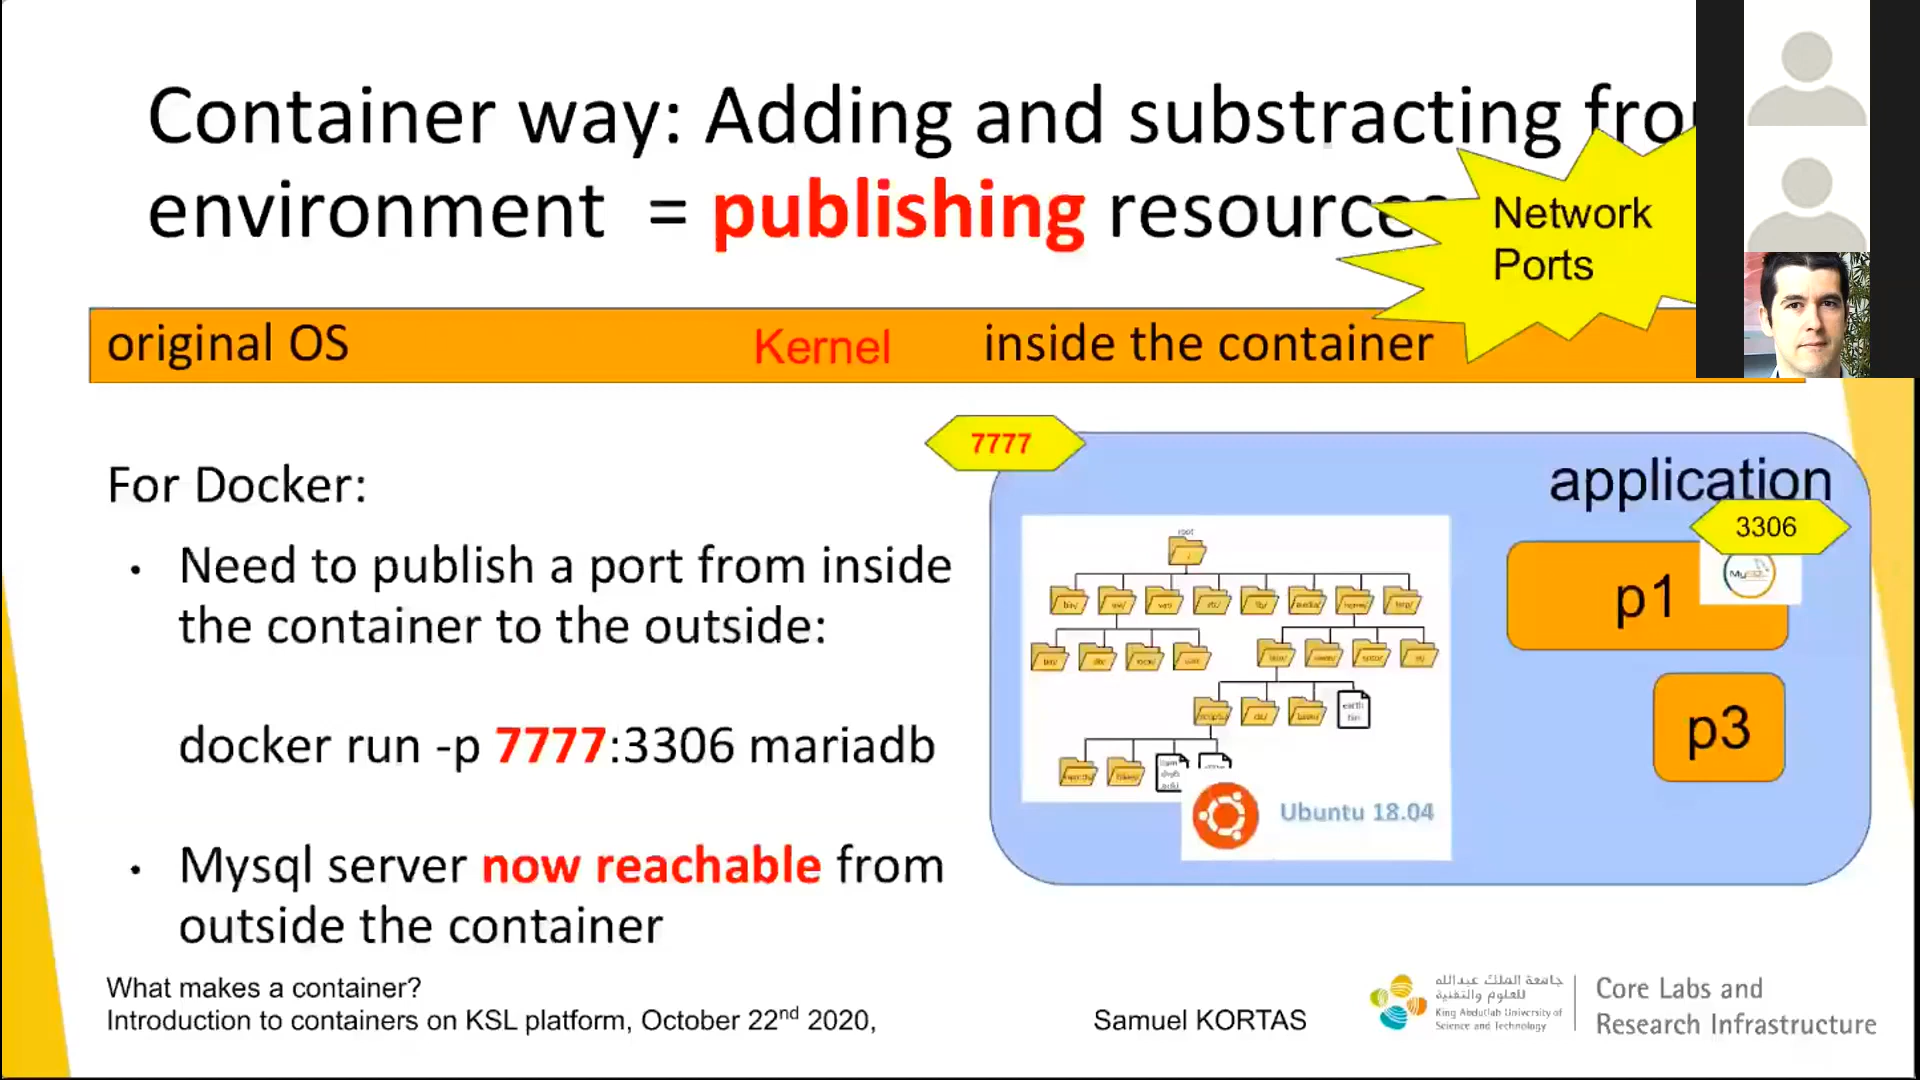 Container way: Adding and substracting fro
environment = publishing resources
Network
Ports
original OS
Kernel
inside the container
7777
For Docker:
application
3306
• Need to publish a port from inside
the container to the outside:
root
p1
p3
docker run -p 7777:3306 mariadb
Ubuntu 18.04
• Mysql server now reachable from
outside the container
What makes a container?
Introduction to containers on KSL platform, October 22nd 2020,
Samuel KORTAS
جامعة الملك عبدالله
للعلوم والتقنية
King Abdullah University of
Science and Technology
Core Labs and
Research Infrastructure